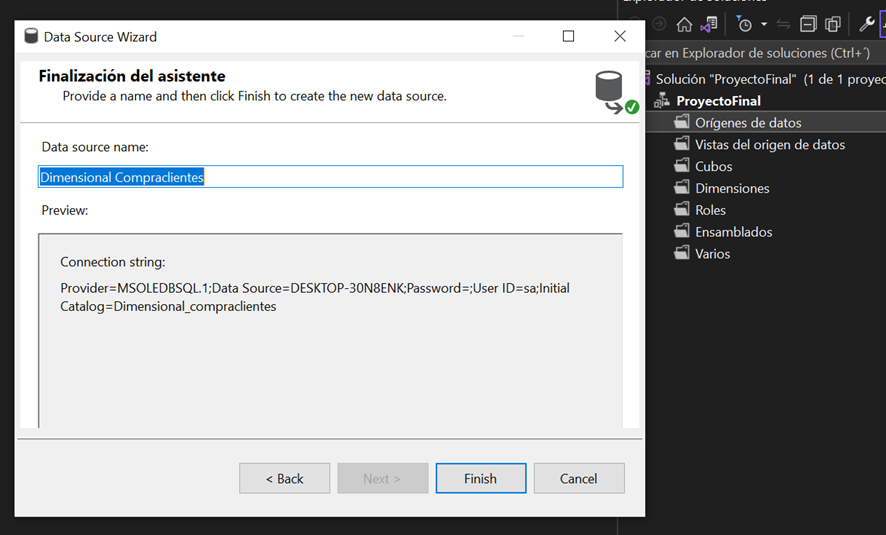 Data Source Wizard
Finalización del asistente
Provide a name and then click Finish to create the new data source.
Data source name:
Dimensional Compraclientes
Preview:
Connection string:
Provider=MSOLEDBSQL.1;Data Source=DESKTOP-30N8ENK;Password=;User ID=sa;Initial
Catalog=Dimensional_compraclientes
< Back
Next >
Finish
Cancel
car en Explorador de soluciones (Ctrl+´)
Solución "ProyectoFinal" (1 de 1 proyec
ProyectoFinal
Orígenes de datos
Vistas del origen de datos
Cubos
Dimensiones
Roles
Ensamblados
Varios